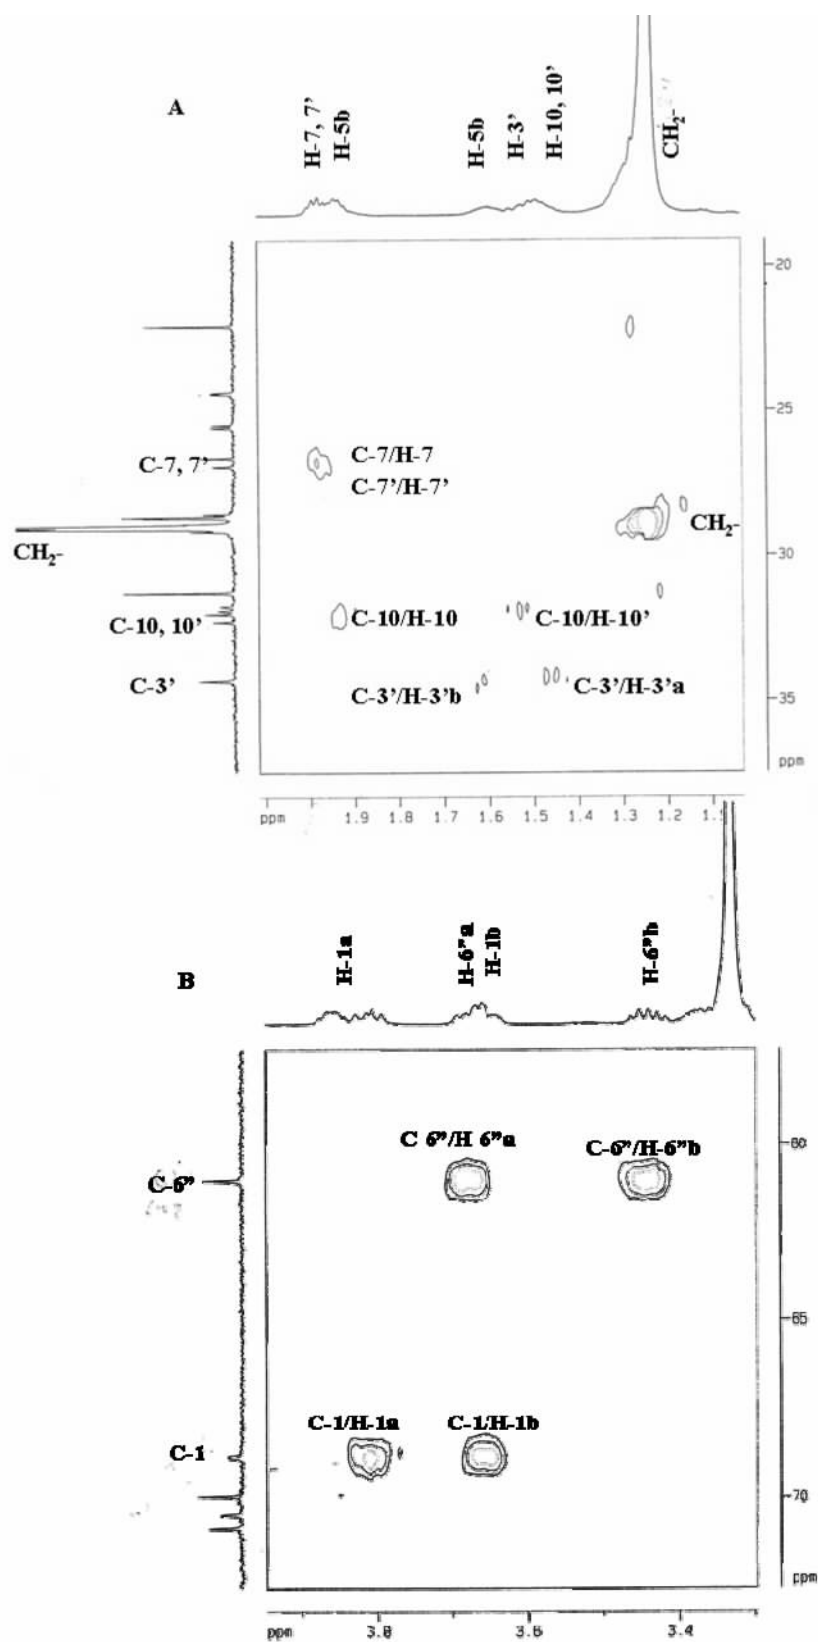 A
H-7, 7’
H-5b
H-5b
H-3’
H-10, 10’
CH2-
20
25
C-7, 7’
C-7/H-7
C-7’/H-7’
CH2-
CH2-
30
C-10, 10’
C-10/H-10
C-10/H-10’
C-3’
C-3’/H-3’b
C-3’/H-3’a
35
ppm
ppm 1.9 1.8 1.7 1.6 1.5 1.4 1.3 1.2 1.1
B
H-1a
H-6”a
H-1b
H-6”b
C 6”/H 6”a
C-6”/H-6”b
60
C-6”
65
C-1/H-1a
C-1/H-1b
C-1
70
ppm
ppm 3.8 3.6 3.4